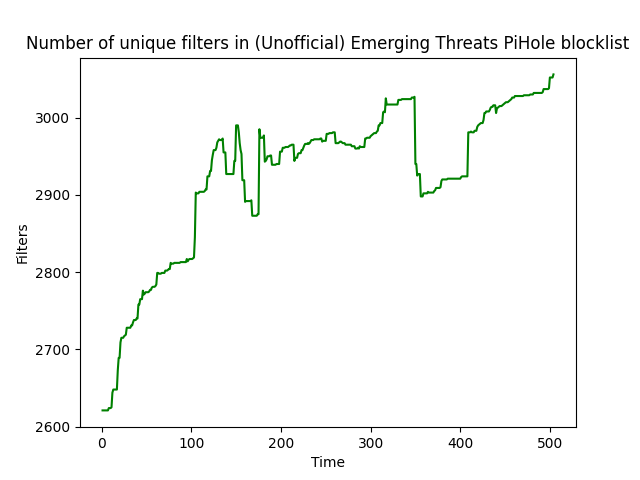 Number of unique filters in (Unofficial) Emerging Threats PiHole blocklist
Filters
3000
2900
2800
2700
2600
0 100 200 300 400 500
Time